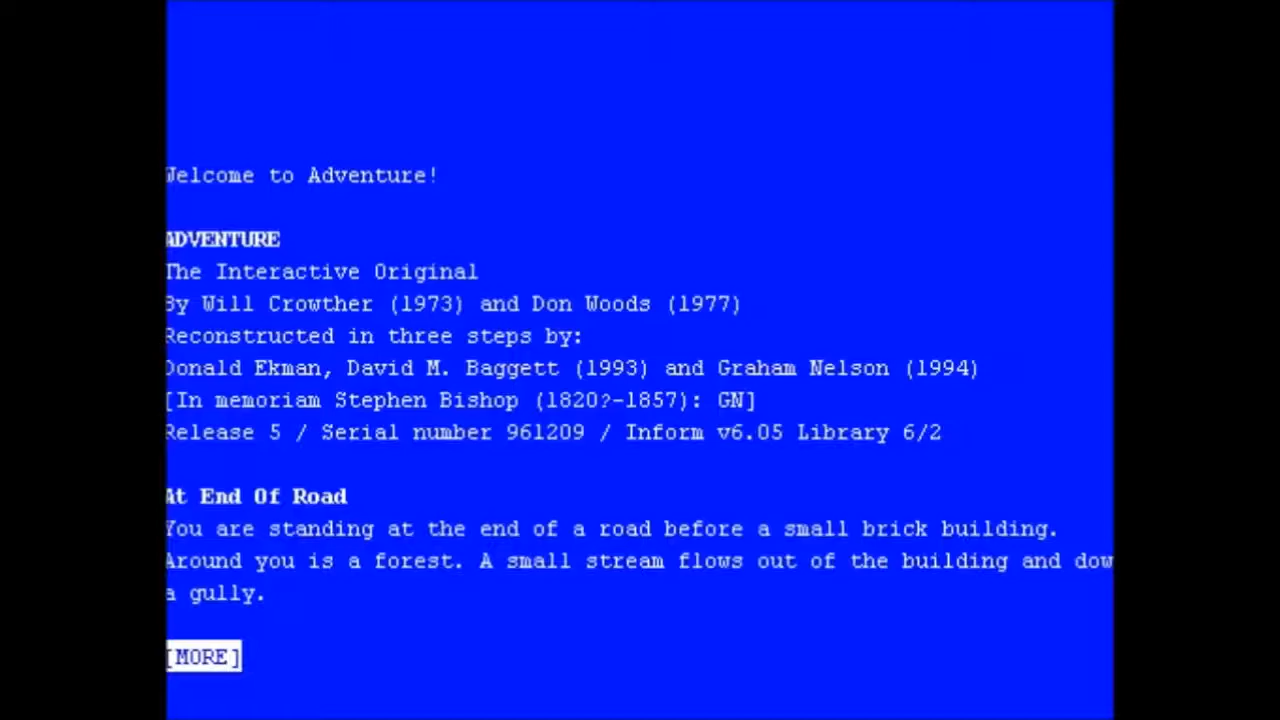 Welcome to Adventure!
ADVENTURE
The Interactive Original
By Will Crowther (1973) and Don Woods (1977)
Reconstructed in three steps by:
Donald Ekman, David M. Baggett (1993) and Graham Nelson (1994)
[In memoriam Stephen Bishop (1820?-1857): GN]
Release 5 / Serial number 961209 / Inform v6.05 Library 6/2
At End Of Road
You are standing at the end of a road before a small brick building.
Around you is a forest. A small stream flows out of the building and dow
a gully.
[MORE]